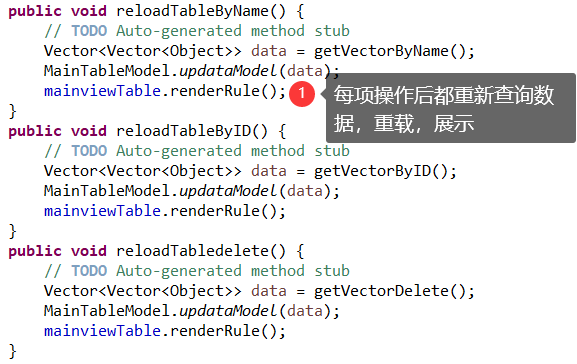 public void reloadTableByName() {
// TODO Auto-generated method stub
Vector<Vector<Object>> data = getVectorByName();
MainTableModel.updataModel(data);
mainviewTable.renderRule();
1
每项操作后都重新查询数
据，重载，展示
}
public void reloadTableByID() {
// TODO Auto-generated method stub
Vector<Vector<Object>> data = getVectorByID();
MainTableModel.updataModel(data);
mainviewTable.renderRule();
}
public void reloadTabledelete() {
// TODO Auto-generated method stub
Vector<Vector<Object>> data = getVectorDelete();
MainTableModel.updataModel(data);
mainviewTable.renderRule();
}